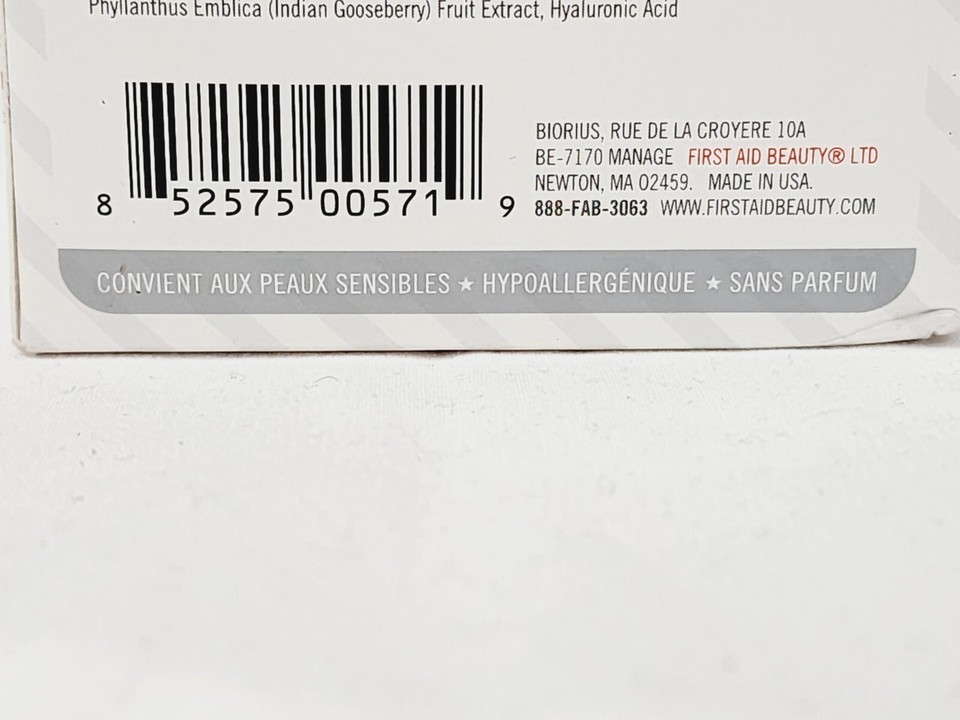 Phyllanthus Emblica (Indian Gooseberry) Fruit Extract, Hyaluronic Acid
8 52575 00571 9
BIORIUS, RUE DE LA CROYERE 10A
BE-7170 MANAGE FIRST AID BEAUTY® LTD
NEWTON, MA 02459. MADE IN USA.
888-FAB-3063 WWW.FIRSTAIDBEAUTY.COM
CONVIENT AUX PEAUX SENSIBLES ★ HYPOALLERGÉNIQUE ★ SANS PARFUM